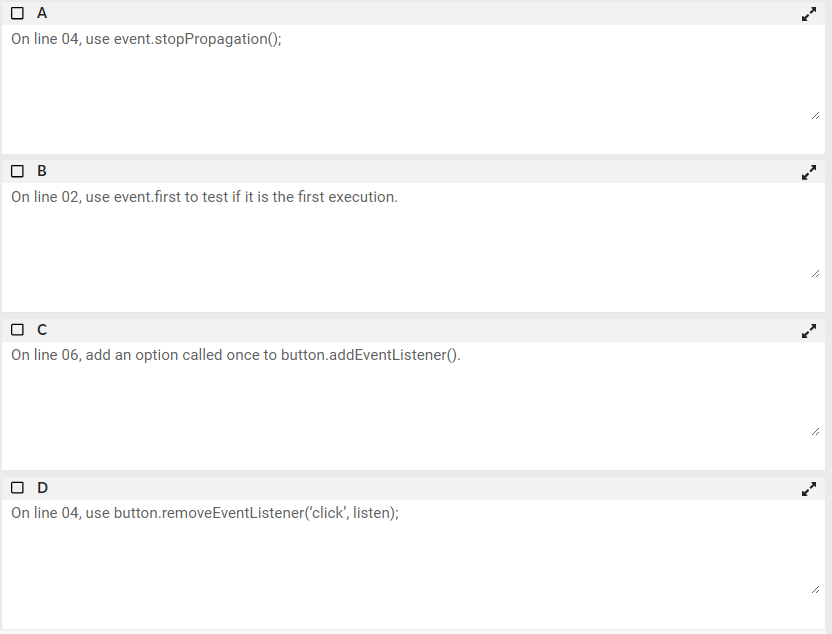 A
On line 04, use event.stopPropagation();
B
On line 02, use event.first to test if it is the first execution.
C
On line 06, add an option called once to button.addEventListener().
D
On line 04, use button.removeEventListener(‘click’, listen);